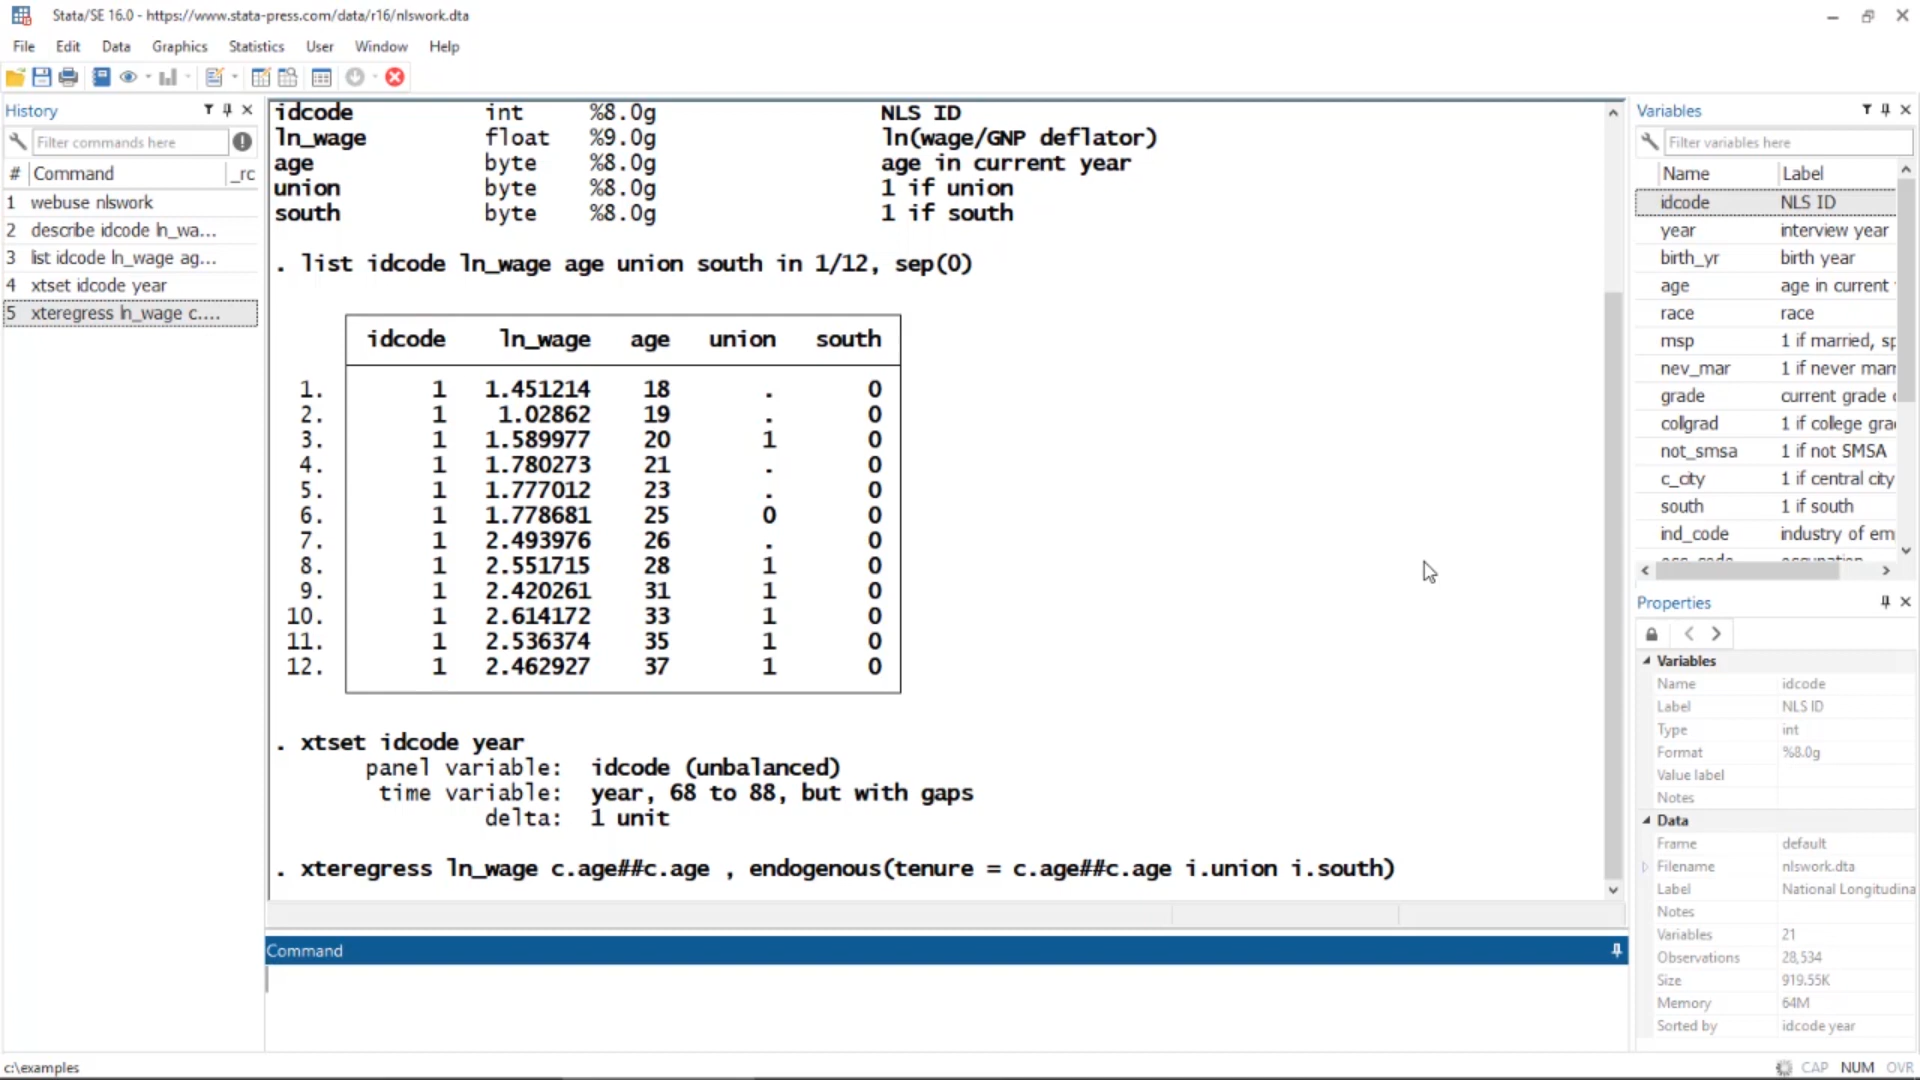 Stata/SE 16.0 - https://www.stata-press.com/data/r16/nlswork.dta
File Edit Data Graphics Statistics User Window Help
History
Filter commands here
# Command _rc
1 webuse nlswork
2 describe idcode ln_wa...
3 list idcode ln_wage ag...
4 xtset idcode year
5 xteregress ln_wage c....
idcode int %8.0g NLS ID
ln_wage float %9.0g ln(wage/GNP deflator)
age byte %8.0g age in current year
union byte %8.0g 1 if union
south byte %8.0g 1 if south
. list idcode ln_wage age union south in 1/12, sep(0)
idcode ln_wage age union south
1. 1 1.451214 18 . 0
2. 1 1.02862 19 . 0
3. 1 1.589977 20 1 0
4. 1 1.780273 21 . 0
5. 1 1.777012 23 . 0
6. 1 1.778681 25 0 0
7. 1 2.493976 26 . 0
8. 1 2.551715 28 1 0
9. 1 2.420261 31 1 0
10. 1 2.614172 33 1 0
11. 1 2.536374 35 1 0
12. 1 2.462927 37 1 0
. xtset idcode year
panel variable: idcode (unbalanced)
time variable: year, 68 to 88, but with gaps
delta: 1 unit
. xteregress ln_wage c.age##c.age , endogenous(tenure = c.age##c.age i.union i.south)
Command
Variables
Filter variables here
Name Label
idcode NLS ID
year interview year
birth_yr birth year
age age in current
race race
msp 1 if married, sp
nev_mar 1 if never marr
grade current grade
collgrad 1 if college gra
not_smsa 1 if not SMSA
c_city 1 if central city
south 1 if south
ind_code industry of em
Properties
Variables
Name idcode
Label NLS ID
Type int
Format %8.0g
Value label
Notes
Data
Frame default
Filename nlswork.dta
Label National Longitudina
Notes
Variables 21
Observations 28,534
Size 919.55K
Memory 64M
Sorted by idcode year
c:\examples
CAP NUM OVR